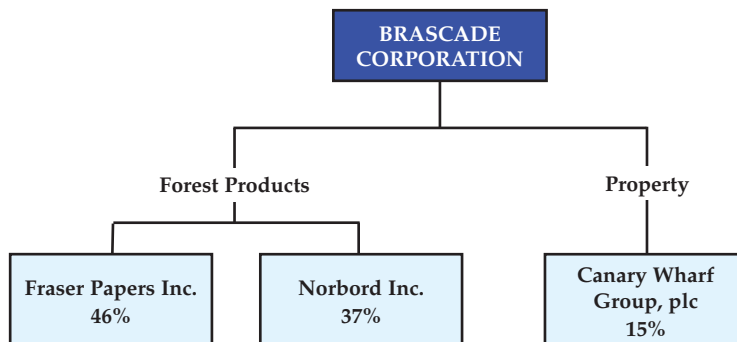 BRASCADE
CORPORATION
Forest Products
Property
Fraser Papers Inc.
46%
Norbord Inc.
37%
Canary Wharf
Group, plc
15%